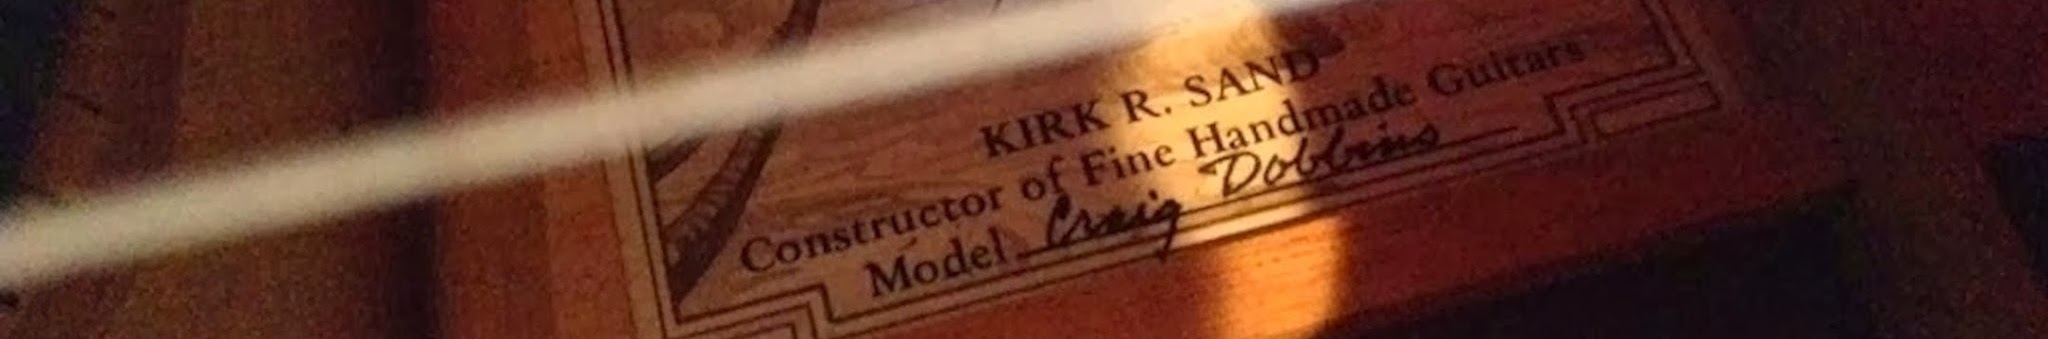 KIRK R. SAND
Constructor of Fine Handmade Guitars
Model Craig Dobbins